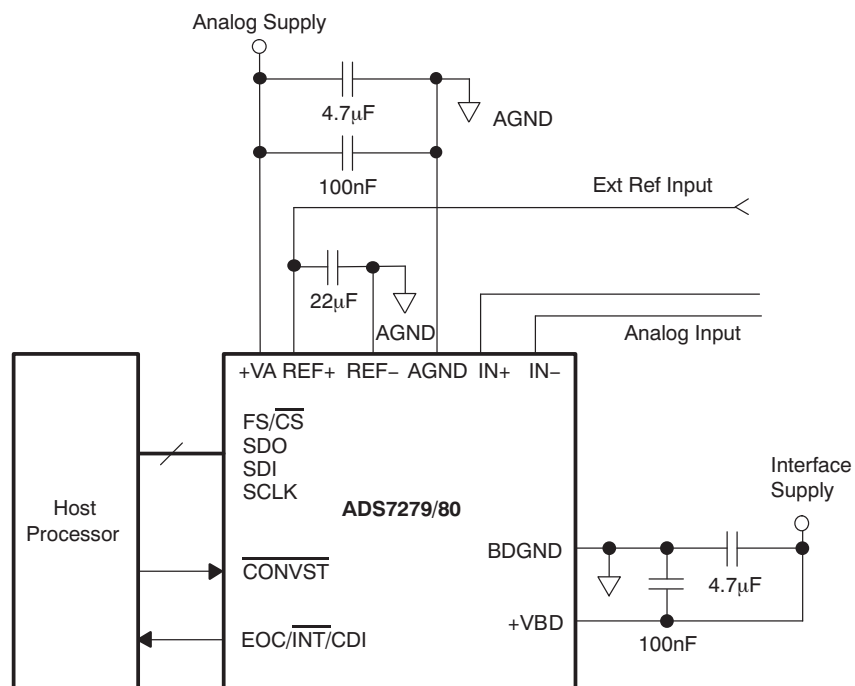 Analog Supply
4.7μF
AGND
100nF
Ext Ref Input
22μF
AGND
Analog Input
+VA REF+ REF− AGND IN+ IN−
FS/CS
SDO
SDI
SCLK
ADS7279/80
Host
Processor
Interface
Supply
BDGND
CONVST
4.7μF
+VBD
EOC/INT/CDI
100nF